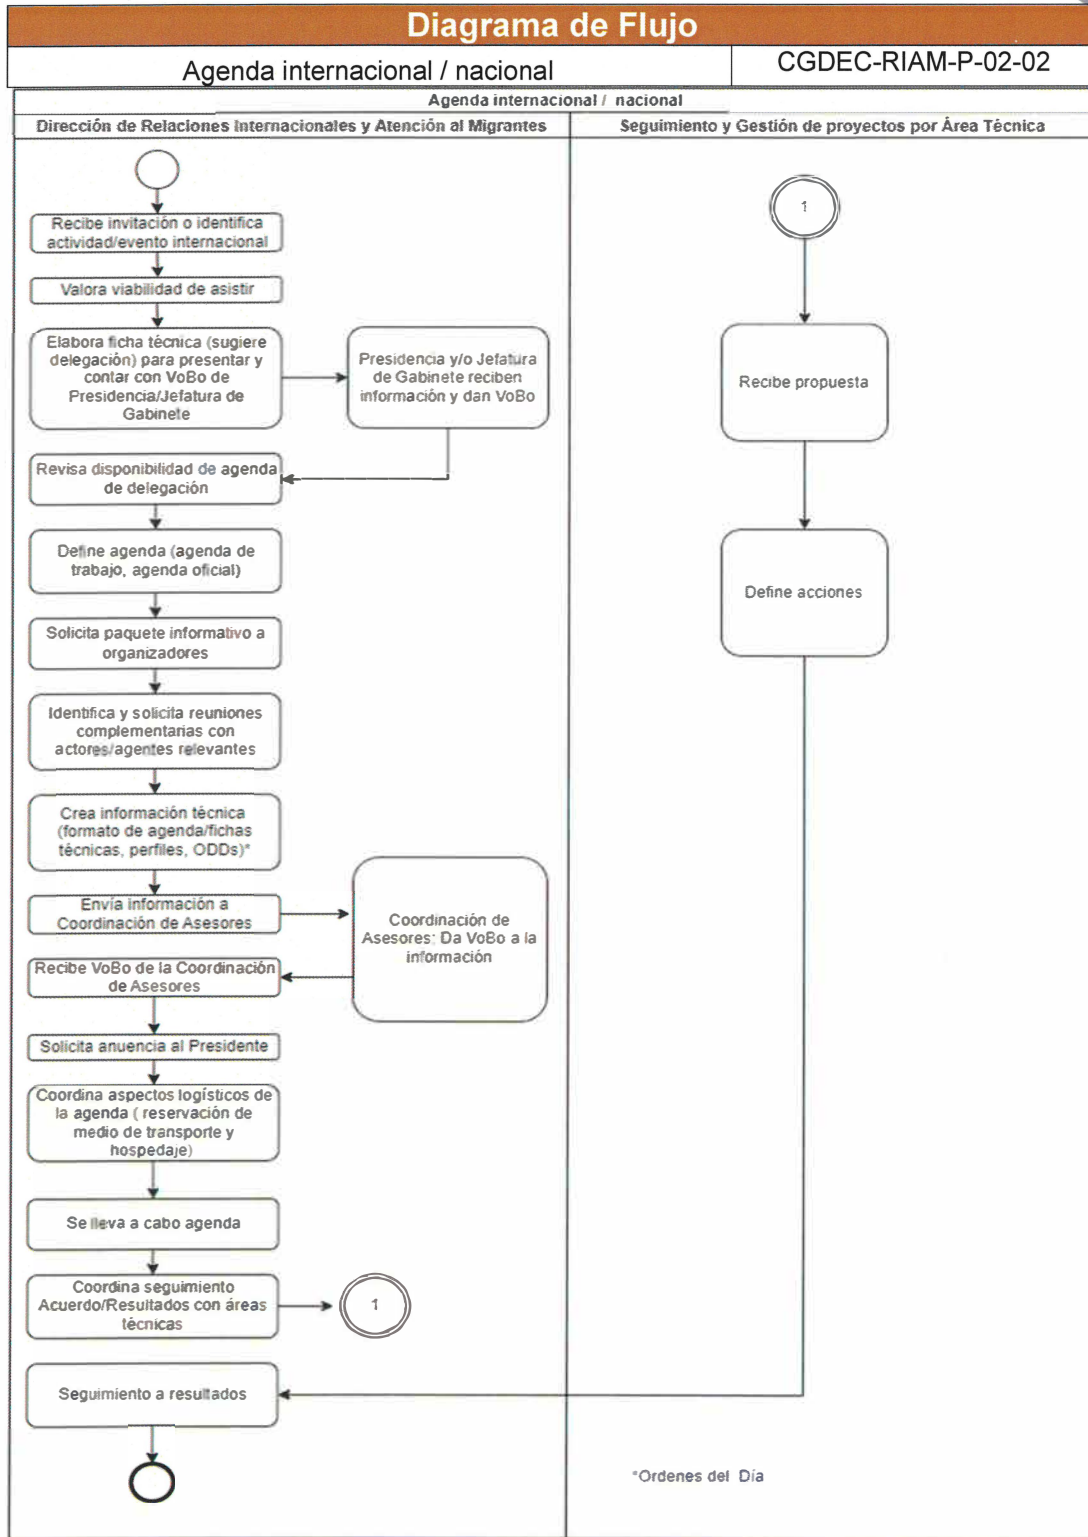 Diagrama de Flujo
Agenda internacional / nacional
CGDEC-RIAM-P-02-02
Agenda internacional / nacional
Dirección de Relaciones Internacionales y Atención al Migrantes
Seguimiento y Gestión de proyectos por Área Técnica
Recibe invitación o identifica
actividad/evento internacional
Valora viabilidad de asistir
Elabora ficha técnica (sugiere
delegación) para presentar y
contar con VoBo de
Presidencia/Jefatura de
Gabinete
Presidencia y/o Jefatura
de Gabinete reciben
información y dan VoBo
Revisa disponibilidad de agenda
de delegación
Define agenda (agenda de
trabajo, agenda oficial)
Solicita paquete informativo a
organizadores
Identifica y solicita reuniones
complementarias con
actores/agentes relevantes
Crea información técnica
(formato de agenda/fichas
técnicas, perfiles, ODDs)*
Envía información a
Coordinación de Asesores
Coordinación de
Asesores: Da VoBo a la
información
Recibe VoBo de la Coordinación
de Asesores
Solicita anuencia al Presidente
Coordina aspectos logísticos de
la agenda ( reservación de
medio de transporte y
hospedaje)
Se lleva a cabo agenda
Coordina seguimiento
Acuerdo/Resultados con áreas
técnicas
1
Seguimiento a resultados
1
Recibe propuesta
Define acciones
*Ordenes del Día